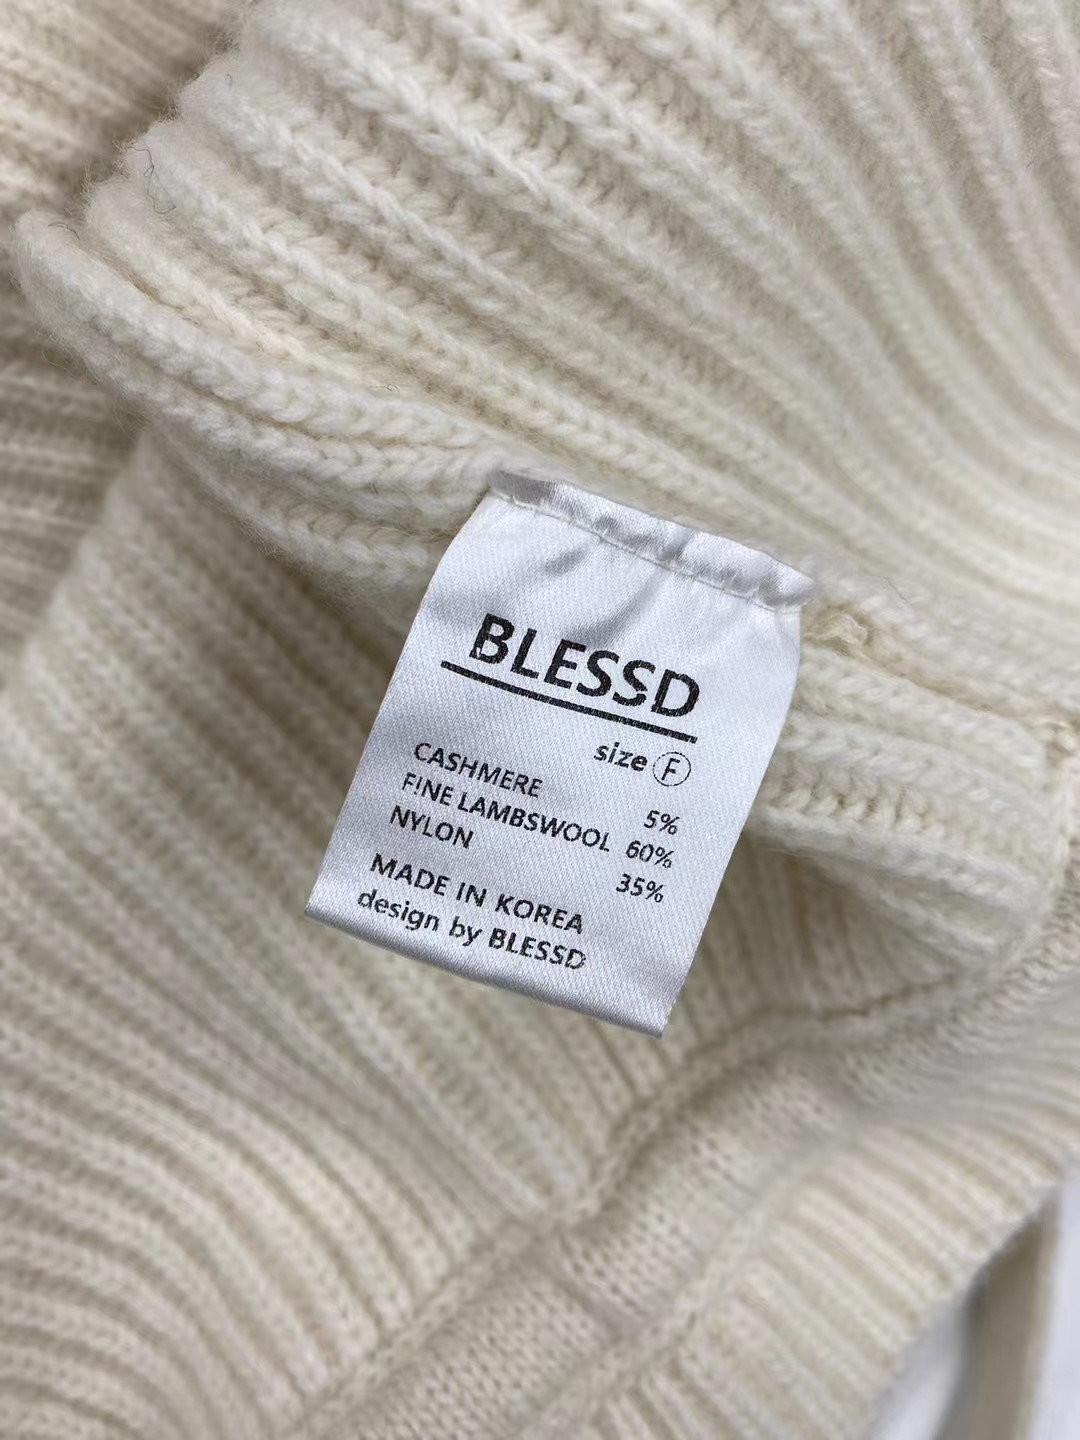 BLESSD
size F
CASHMERE 5%
FINE LAMBSWOOL 60%
NYLON 35%
MADE IN KOREA
design by BLESSD